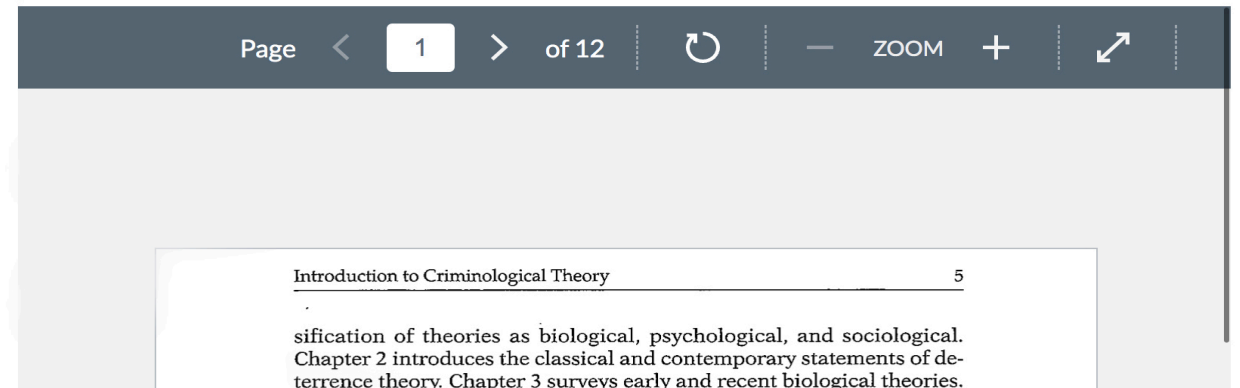 Page 1 of 12 ZOOM
Introduction to Criminological Theory 5
sification of theories as biological, psychological, and sociological.
Chapter 2 introduces the classical and contemporary statements of de-
terrence theory. Chapter 3 surveys early and recent biological theories.